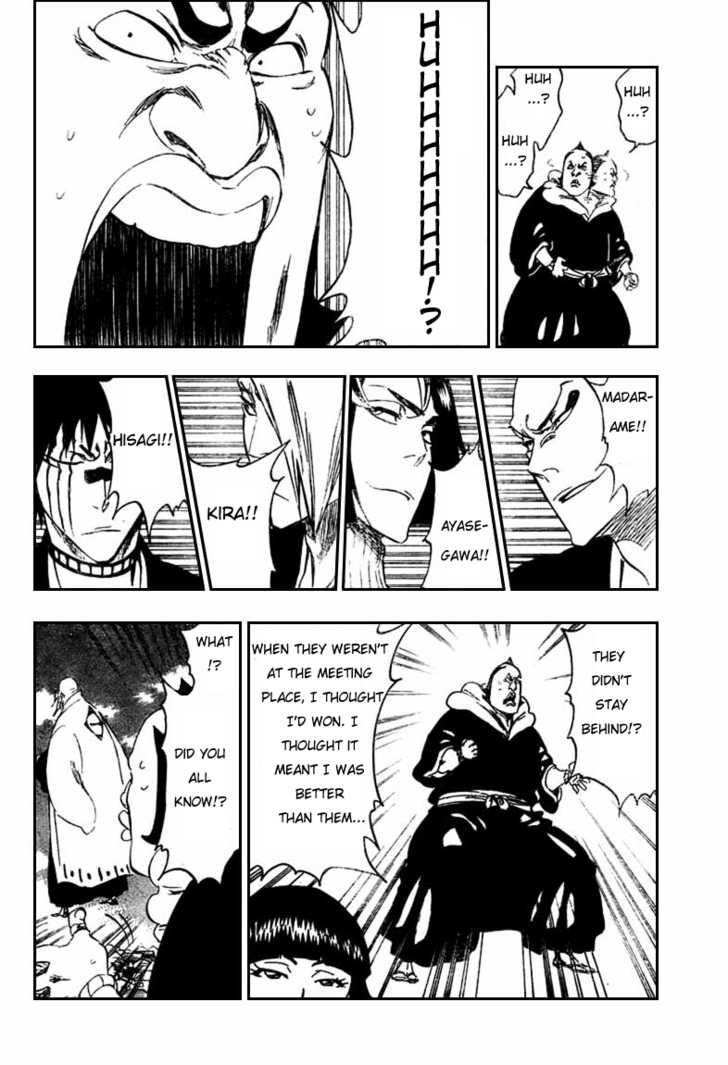 HUH
...?
HUH
...?
HUH
...?
HUHHHHHHHH!?
MADAR-
AME!!
AYASE-
GAWA!!
KIRA!!
HISAGI!!
THEY
DIDN'T
STAY
BEHIND!?
WHEN THEY WEREN'T
AT THE MEETING
PLACE, I THOUGHT
I'D WON. I
THOUGHT IT
MEANT I WAS
BETTER
THAN THEM...
WHAT
!?
DID YOU
ALL
KNOW!?